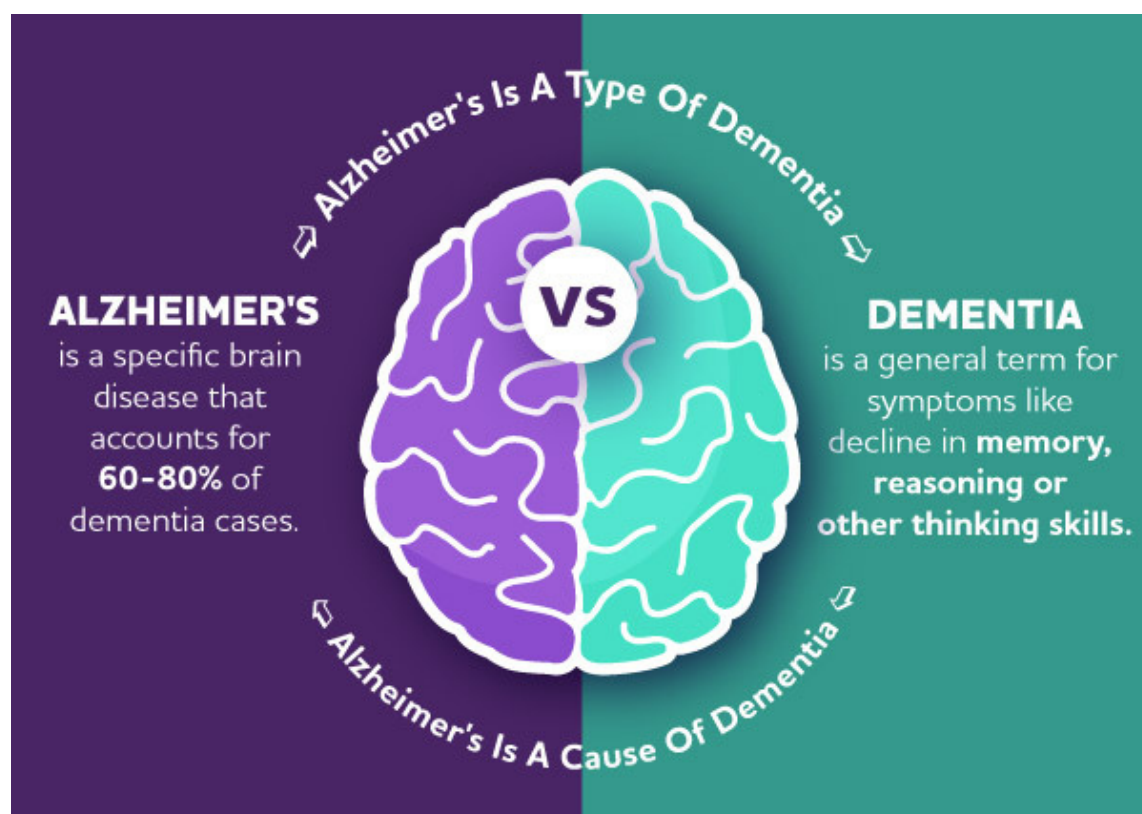 Alzheimer's Is A Type Of Dementia
ALZHEIMER'S
is a specific brain
disease that
accounts for
60-80% of
dementia cases.
VS
DEMENTIA
is a general term for
symptoms like
decline in memory,
reasoning or
other thinking skills.
Alzheimer's Is A Cause Of Dementia